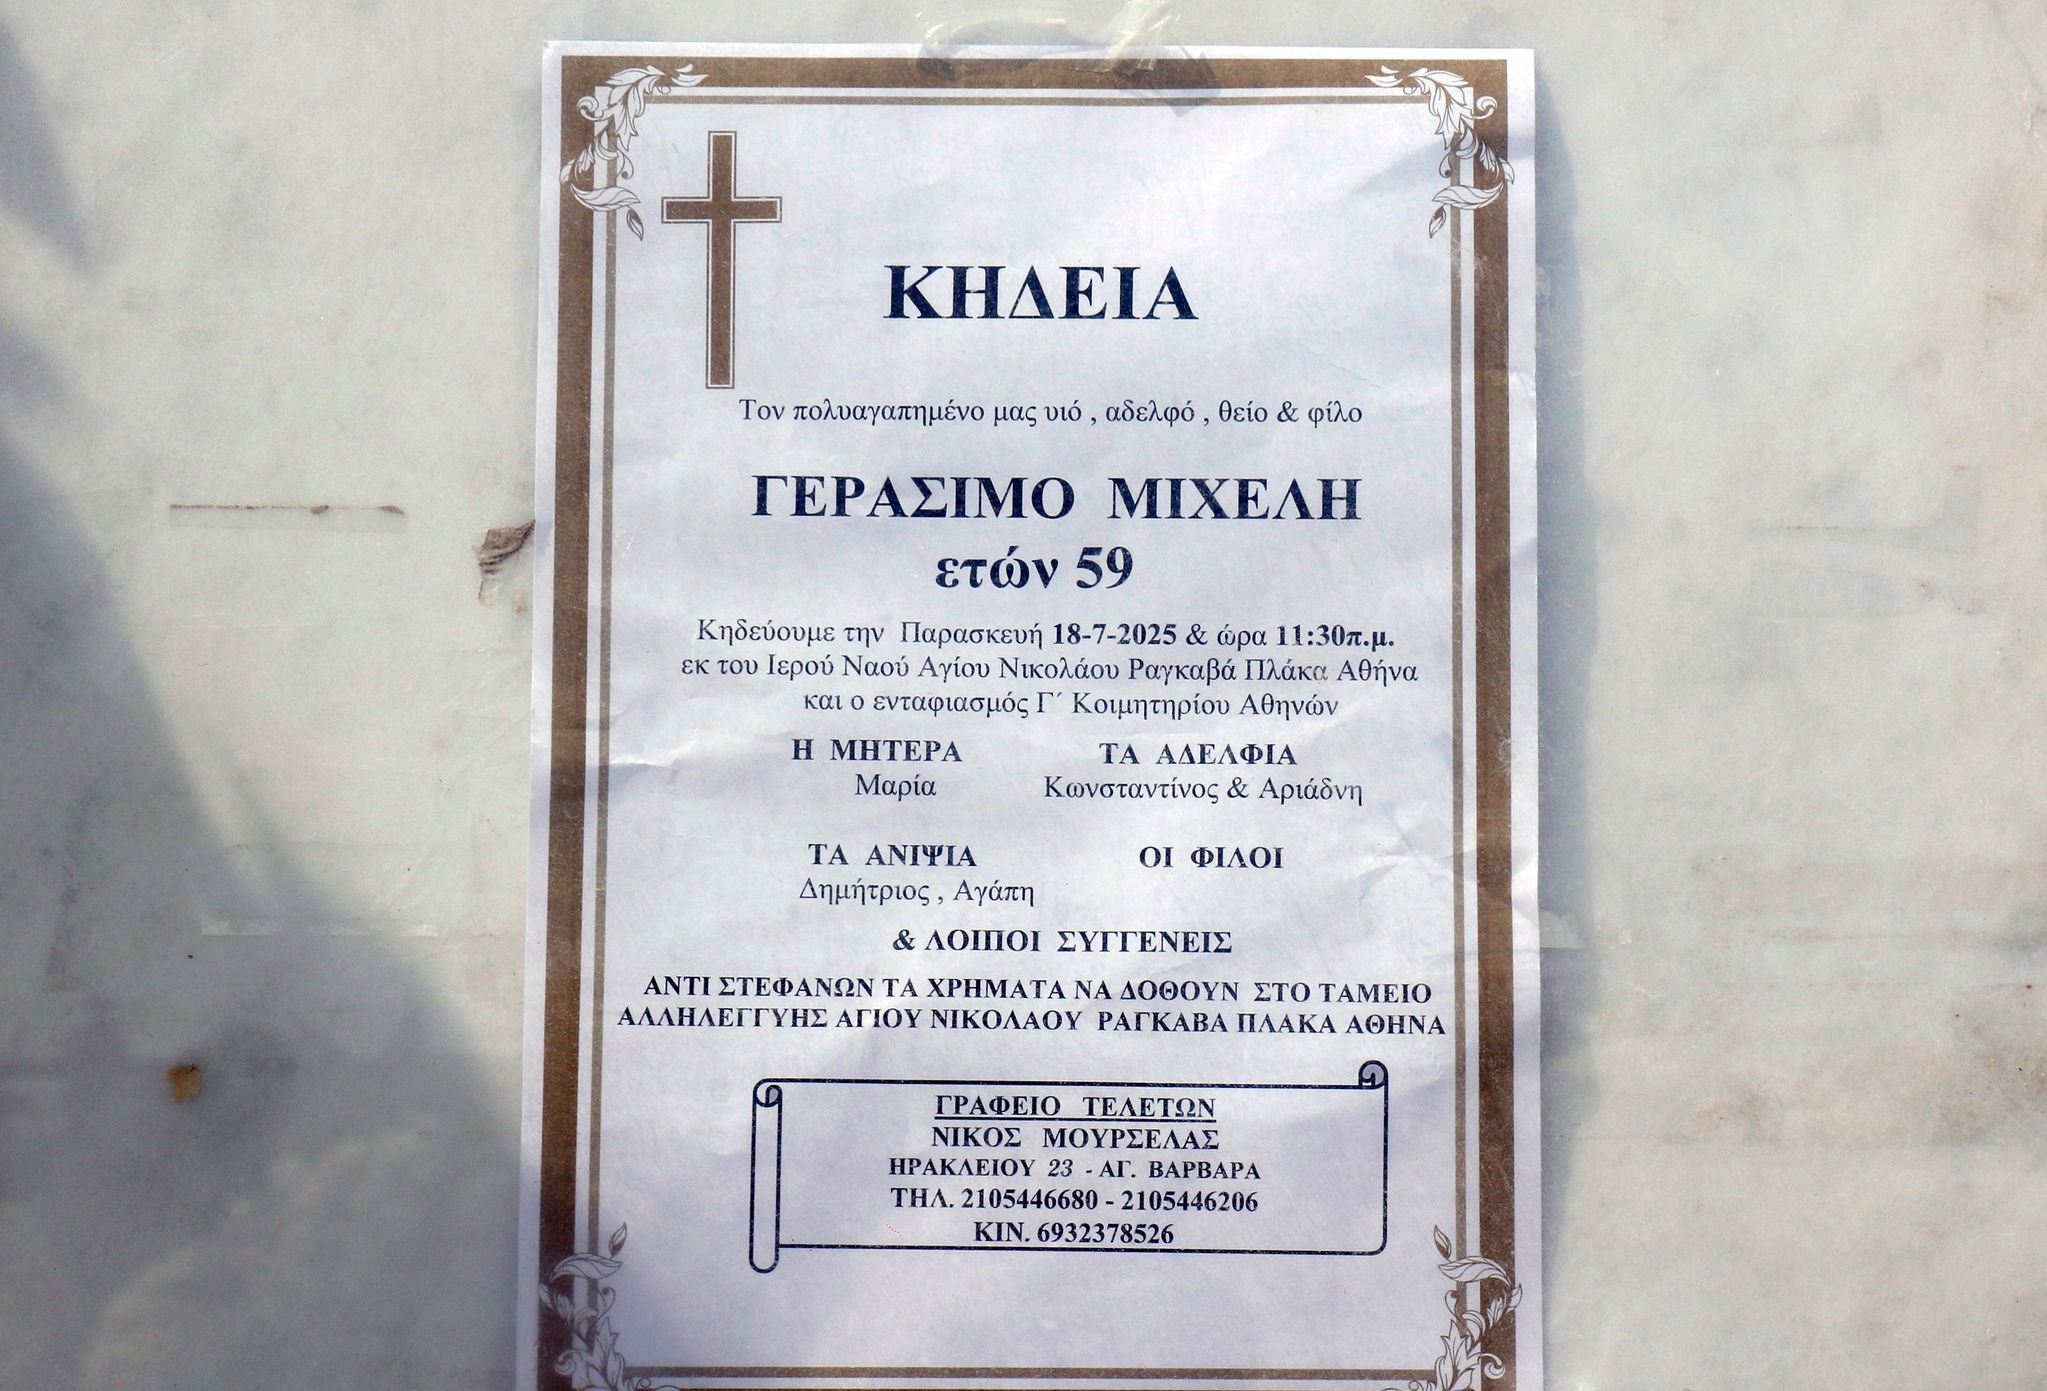 ΚΗΔΕΙΑ
Τον πολυαγαπημένο μας υιό , αδελφό , θείο & φίλο
ΓΕΡΑΣΙΜΟ ΜΙΧΕΛΗ
ετών 59
Κηδεύουμε την Παρασκευή 18-7-2025 & ώρα 11:30π.μ.
εκ του Ιερού Ναού Αγίου Νικολάου Ραγκαβά Πλάκα Αθήνα
και ο ενταφιασμός Γ΄ Κοιμητηρίου Αθηνών
Η ΜΗΤΕΡΑ ΤΑ ΑΔΕΛΦΙΑ
Μαρία Κωνσταντίνος & Αριάδνη
ΤΑ ΑΝΙΨΙΑ ΟΙ ΦΙΛΟΙ
Δημήτριος , Αγάπη
& ΛΟΙΠΟΙ ΣΥΓΓΕΝΕΙΣ
ΑΝΤΙ ΣΤΕΦΑΝΩΝ ΤΑ ΧΡΗΜΑΤΑ ΝΑ ΔΟΘΟΥΝ ΣΤΟ ΤΑΜΕΙΟ
ΑΛΛΗΛΕΓΓΥΗΣ ΑΓΙΟΥ ΝΙΚΟΛΑΟΥ ΡΑΓΚΑΒΑ ΠΛΑΚΑ ΑΘΗΝΑ
ΓΡΑΦΕΙΟ ΤΕΛΕΤΩΝ
ΝΙΚΟΣ ΜΟΥΡΣΕΛΑΣ
ΗΡΑΚΛΕΙΟΥ 23 - ΑΓ. ΒΑΡΒΑΡΑ
ΤΗΛ. 2105446680 - 2105446206
ΚΙΝ. 6932378526